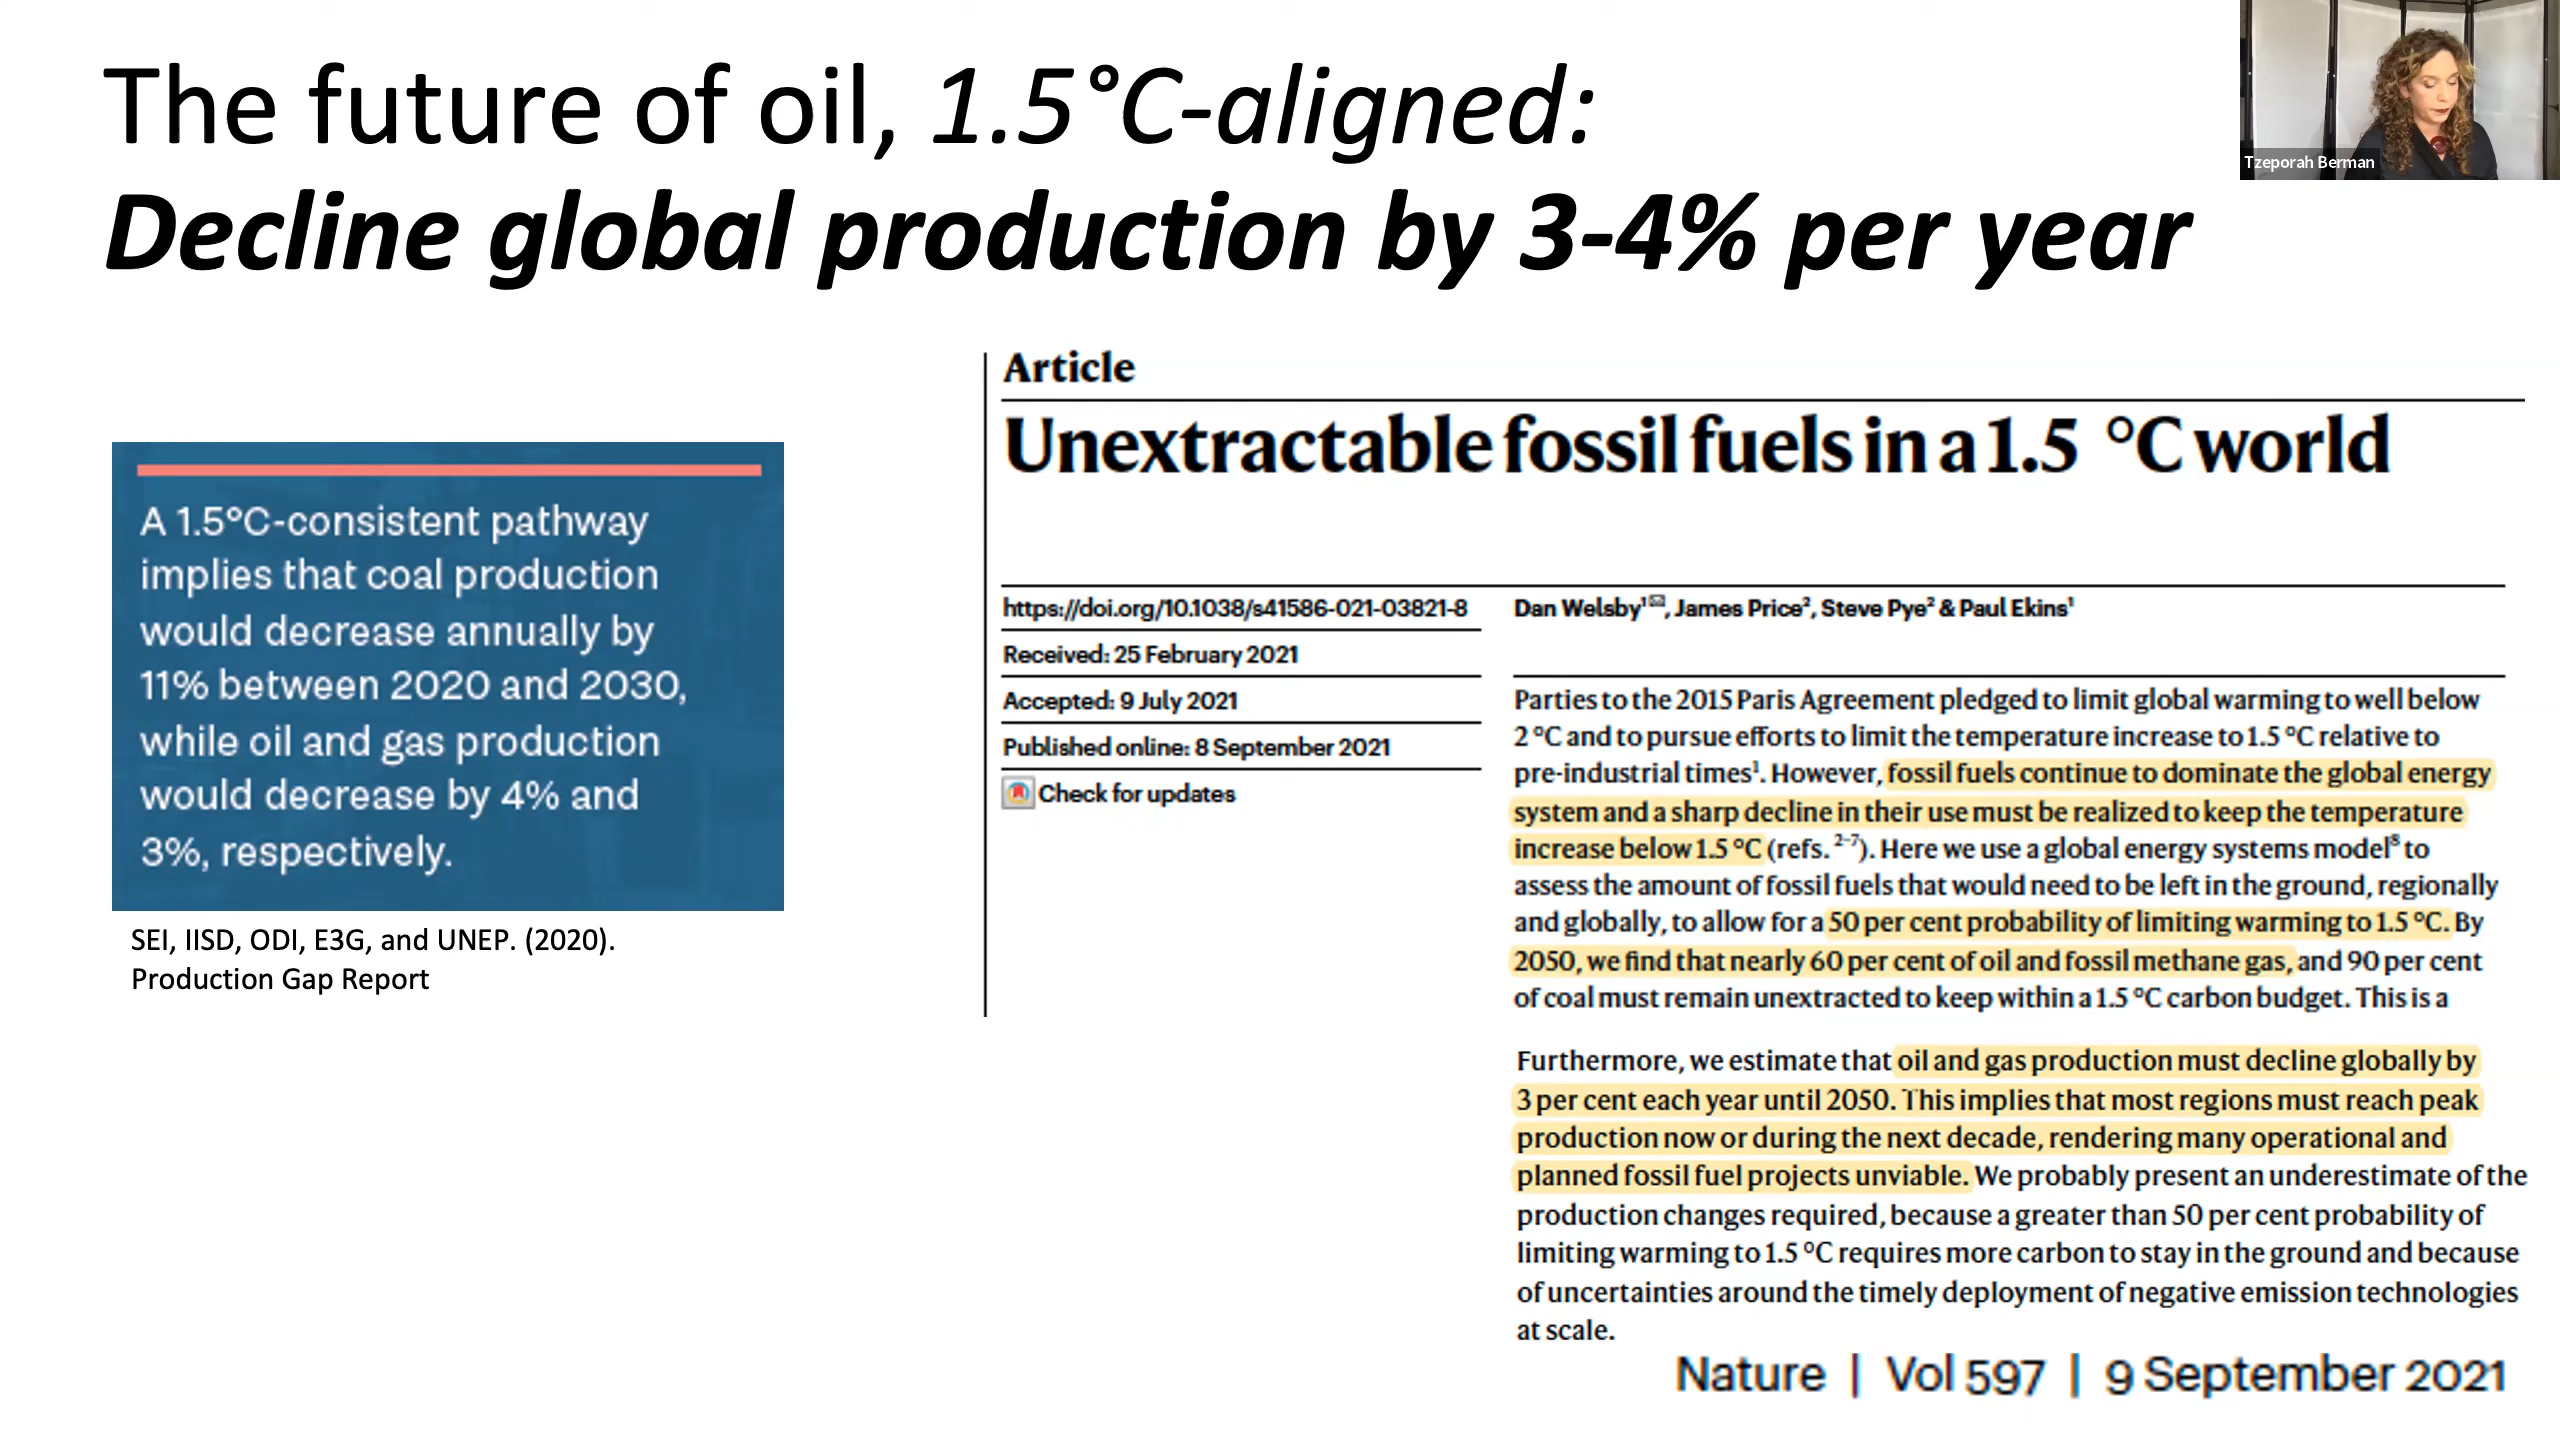 The future of oil, 1.5°C-aligned:
Decline global production by 3-4% per year
Tzeporah Berman
A 1.5°C-consistent pathway
implies that coal production
would decrease annually by
11% between 2020 and 2030,
while oil and gas production
would decrease by 4% and
3%, respectively.
SEI, IISD, ODI, E3G, and UNEP. (2020).
Production Gap Report
Article
Unextractable fossil fuels in a 1.5 °C world
https://doi.org/10.1038/s41586-021-03821-8
Received: 25 February 2021
Accepted: 9 July 2021
Published online: 8 September 2021
Check for updates
Dan Welsby¹✉, James Price², Steve Pye² & Paul Ekins¹
Parties to the 2015 Paris Agreement pledged to limit global warming to well below
2 °C and to pursue efforts to limit the temperature increase to 1.5 °C relative to
pre-industrial times¹. However, fossil fuels continue to dominate the global energy
system and a sharp decline in their use must be realized to keep the temperature
increase below 1.5 °C (refs. ²⁻⁷). Here we use a global energy systems model⁸ to
assess the amount of fossil fuels that would need to be left in the ground, regionally
and globally, to allow for a 50 per cent probability of limiting warming to 1.5 °C. By
2050, we find that nearly 60 per cent of oil and fossil methane gas, and 90 per cent
of coal must remain unextracted to keep within a 1.5 °C carbon budget. This is a
Furthermore, we estimate that oil and gas production must decline globally by
3 per cent each year until 2050. This implies that most regions must reach peak
production now or during the next decade, rendering many operational and
planned fossil fuel projects unviable. We probably present an underestimate of the
production changes required, because a greater than 50 per cent probability of
limiting warming to 1.5 °C requires more carbon to stay in the ground and because
of uncertainties around the timely deployment of negative emission technologies
at scale.
Nature | Vol 597 | 9 September 2021